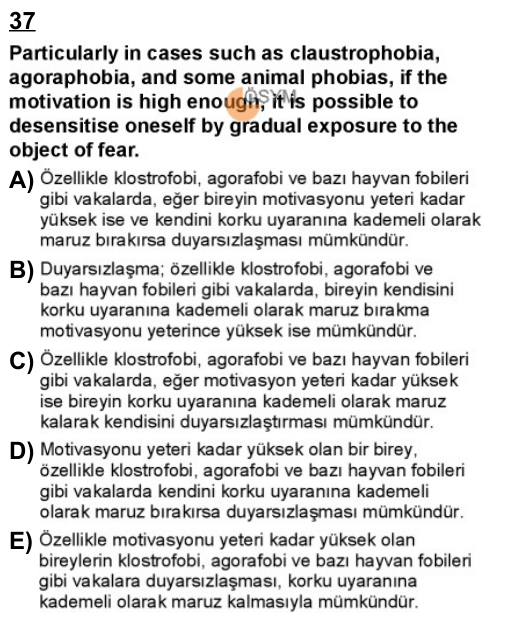 37
Particularly in cases such as claustrophobia,
agoraphobia, and some animal phobias, if the
motivation is high enough, it is possible to
desensitise oneself by gradual exposure to the
object of fear.
ÖSYM
A) Özellikle klostrofobi, agorafobi ve bazı hayvan fobileri
gibi vakalarda, eğer bireyin motivasyonu yeteri kadar
yüksek ise ve kendini korku uyaranına kademeli olarak
maruz bırakırsa duyarsızlaşması mümkündür.
B) Duyarsızlaşma; özellikle klostrofobi, agorafobi ve
bazı hayvan fobileri gibi vakalarda, bireyin kendisini
korku uyaranına kademeli olarak maruz bırakma
motivasyonu yeterince yüksek ise mümkündür.
C) Özellikle klostrofobi, agorafobi ve bazı hayvan fobileri
gibi vakalarda, eğer motivasyon yeteri kadar yüksek
ise bireyin korku uyaranına kademeli olarak maruz
kalarak kendisini duyarsızlaştırması mümkündür.
D) Motivasyonu yeteri kadar yüksek olan bir birey,
özellikle klostrofobi, agorafobi ve bazı hayvan fobileri
gibi vakalarda kendini korku uyaranına kademeli
olarak maruz bırakırsa duyarsızlaşması mümkündür.
E) Özellikle motivasyonu yeteri kadar yüksek olan
bireylerin klostrofobi, agorafobi ve bazı hayvan fobileri
gibi vakalara duyarsızlaşması, korku uyaranına
kademeli olarak maruz kalmasıyla mümkündür.